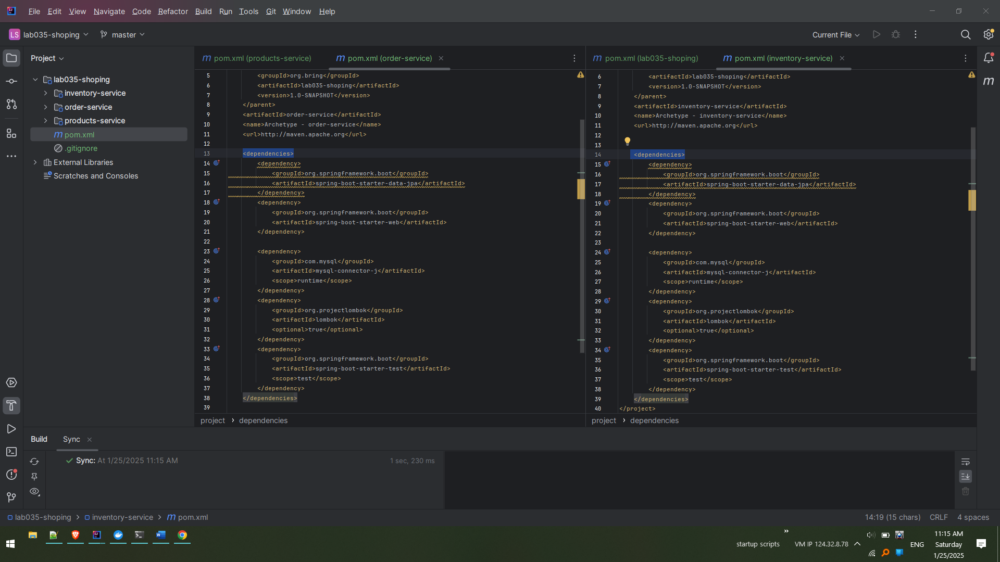 File Edit View Navigate Code Refactor Build Run Tools Git Window Help
LS lab035-shoping master Current File
Project
lab035-shoping
inventory-service
order-service
products-service
m pom.xml
.gitignore
External Libraries
Scratches and Consoles
m pom.xml (products-service) m pom.xml (order-service)
5 <groupId>org.bring</groupId>
6 <artifactId>lab035-shoping</artifactId>
7 <version>1.0-SNAPSHOT</version>
8 </parent>
9 <artifactId>order-service</artifactId>
10 <name>Archetype - order-service</name>
11 <url>http://maven.apache.org</url>
12
13 <dependencies>
14 <dependency>
15 <groupId>org.springframework.boot</groupId>
16 <artifactId>spring-boot-starter-data-jpa</artifactId>
17 </dependency>
18 <dependency>
19 <groupId>org.springframework.boot</groupId>
20 <artifactId>spring-boot-starter-web</artifactId>
21 </dependency>
22
23 <dependency>
24 <groupId>com.mysql</groupId>
25 <artifactId>mysql-connector-j</artifactId>
26 <scope>runtime</scope>
27 </dependency>
28 <dependency>
29 <groupId>org.projectlombok</groupId>
30 <artifactId>lombok</artifactId>
31 <optional>true</optional>
32 </dependency>
33 <dependency>
34 <groupId>org.springframework.boot</groupId>
35 <artifactId>spring-boot-starter-test</artifactId>
36 <scope>test</scope>
37 </dependency>
38 </dependencies>
39
project › dependencies
m pom.xml (lab035-shoping) m pom.xml (inventory-service)
6 <artifactId>lab035-shoping</artifactId>
7 <version>1.0-SNAPSHOT</version>
8 </parent>
9 <artifactId>inventory-service</artifactId>
10 <name>Archetype - inventory-service</name>
11 <url>http://maven.apache.org</url>
12
13
14 <dependencies>
15 <dependency>
16 <groupId>org.springframework.boot</groupId>
17 <artifactId>spring-boot-starter-data-jpa</artifactId>
18 </dependency>
19 <dependency>
20 <groupId>org.springframework.boot</groupId>
21 <artifactId>spring-boot-starter-web</artifactId>
22 </dependency>
23
24 <dependency>
25 <groupId>com.mysql</groupId>
26 <artifactId>mysql-connector-j</artifactId>
27 <scope>runtime</scope>
28 </dependency>
29 <dependency>
30 <groupId>org.projectlombok</groupId>
31 <artifactId>lombok</artifactId>
32 <optional>true</optional>
33 </dependency>
34 <dependency>
35 <groupId>org.springframework.boot</groupId>
36 <artifactId>spring-boot-starter-test</artifactId>
37 <scope>test</scope>
38 </dependency>
39 </dependencies>
40 </project>
project › dependencies
m
Build Sync
Sync: At 1/25/2025 11:15 AM 1 sec, 230 ms
lab035-shoping > inventory-service > m pom.xml 14:19 (15 chars) CRLF 4 spaces
startup scripts » VM IP 124.32.8.78 ENG
11:15 AM
Saturday
1/25/2025